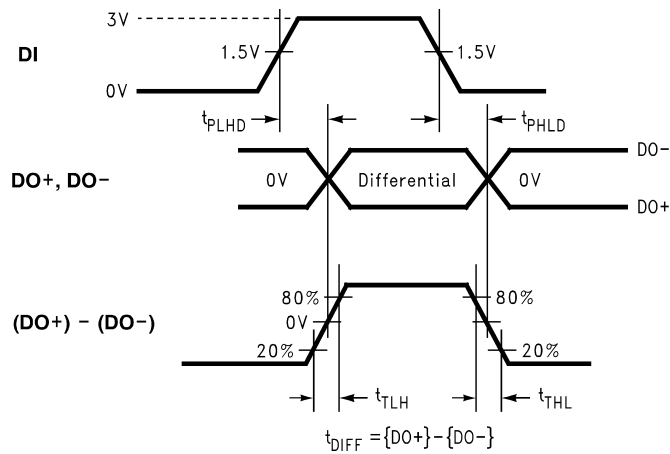 3V
DI
1.5V
1.5V
0V
tPLHD
tPHLD
DO−
DO+, DO−
0V
Differential
0V
DO+
80%
80%
(DO+) − (DO−)
0V
20%
20%
tTLH
tTHL
tDIFF = {DO+}−{DO−}